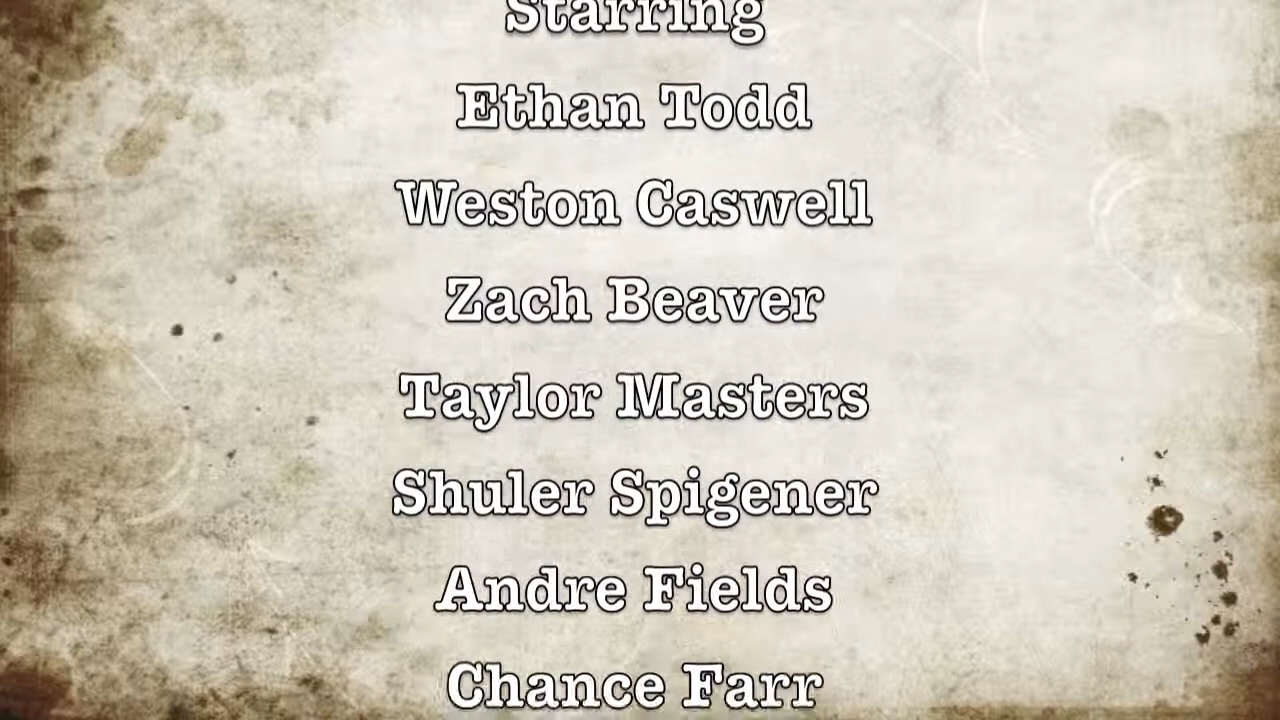 Starring
Ethan Todd
Weston Caswell
Zach Beaver
Taylor Masters
Shuler Spigener
Andre Fields
Chance Farr